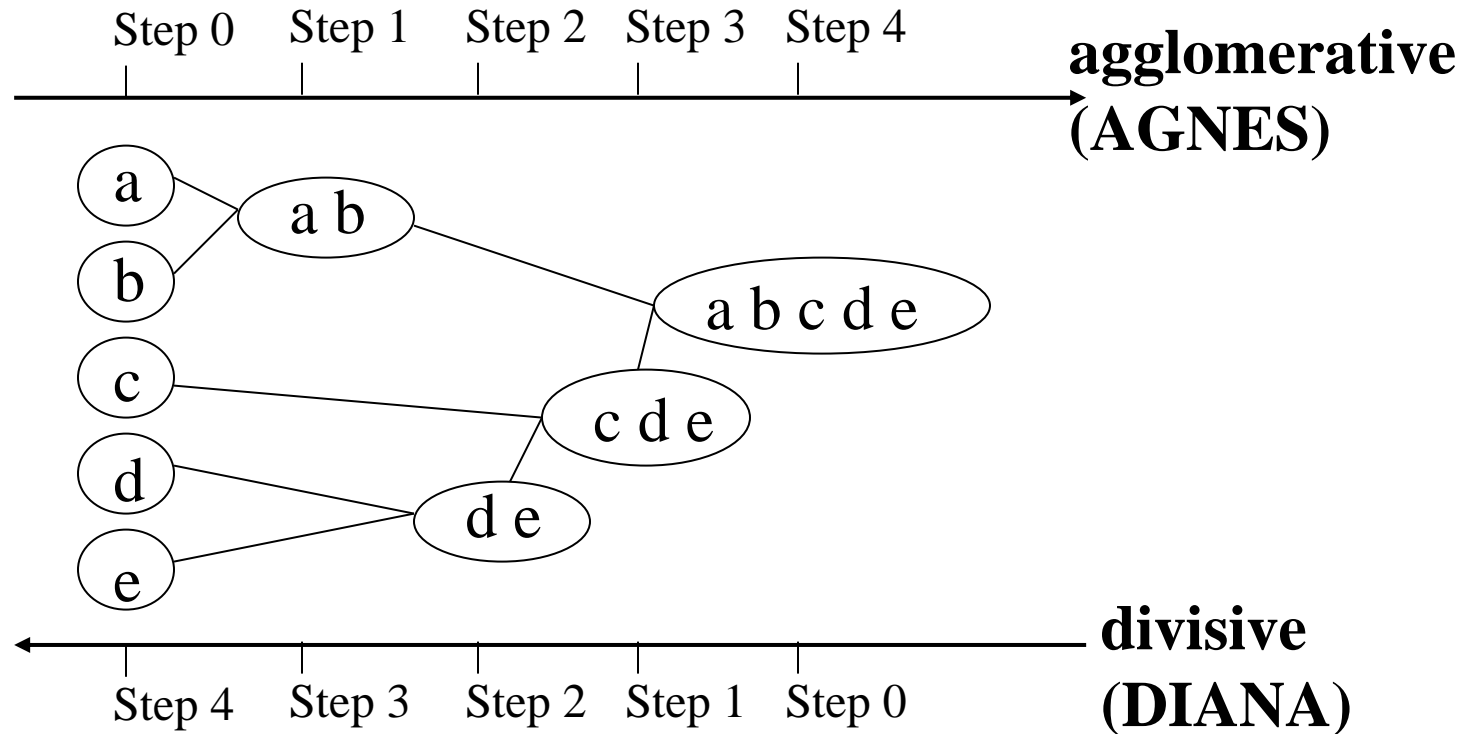 Step 0 Step 1 Step 2 Step 3 Step 4
agglomerative
(AGNES)
a
a b
b
a b c d e
c
c d e
d
d e
e
divisive
(DIANA)
Step 4 Step 3 Step 2 Step 1 Step 0